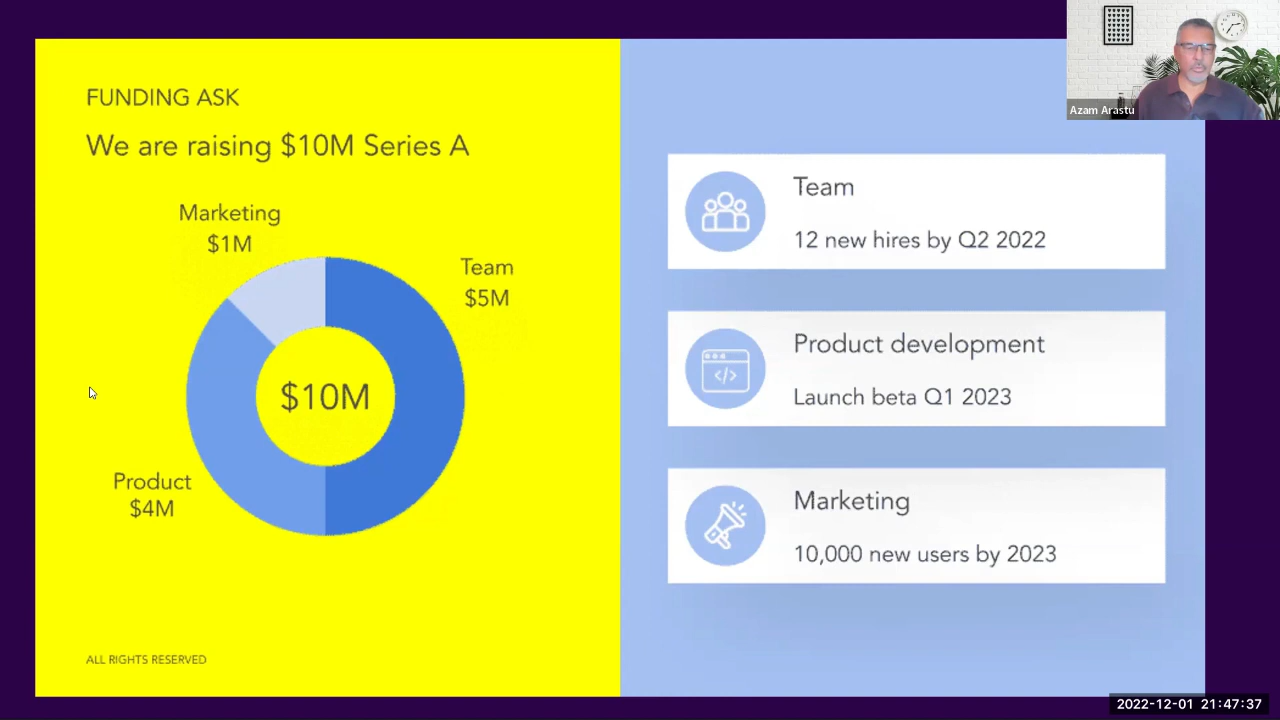 FUNDING ASK
We are raising $10M Series A
Marketing
$1M
Team
$5M
$10M
Product
$4M
ALL RIGHTS RESERVED
Team
12 new hires by Q2 2022
Product development
Launch beta Q1 2023
Marketing
10,000 new users by 2023
Azam Arastu
2022-12-01 21:47:37